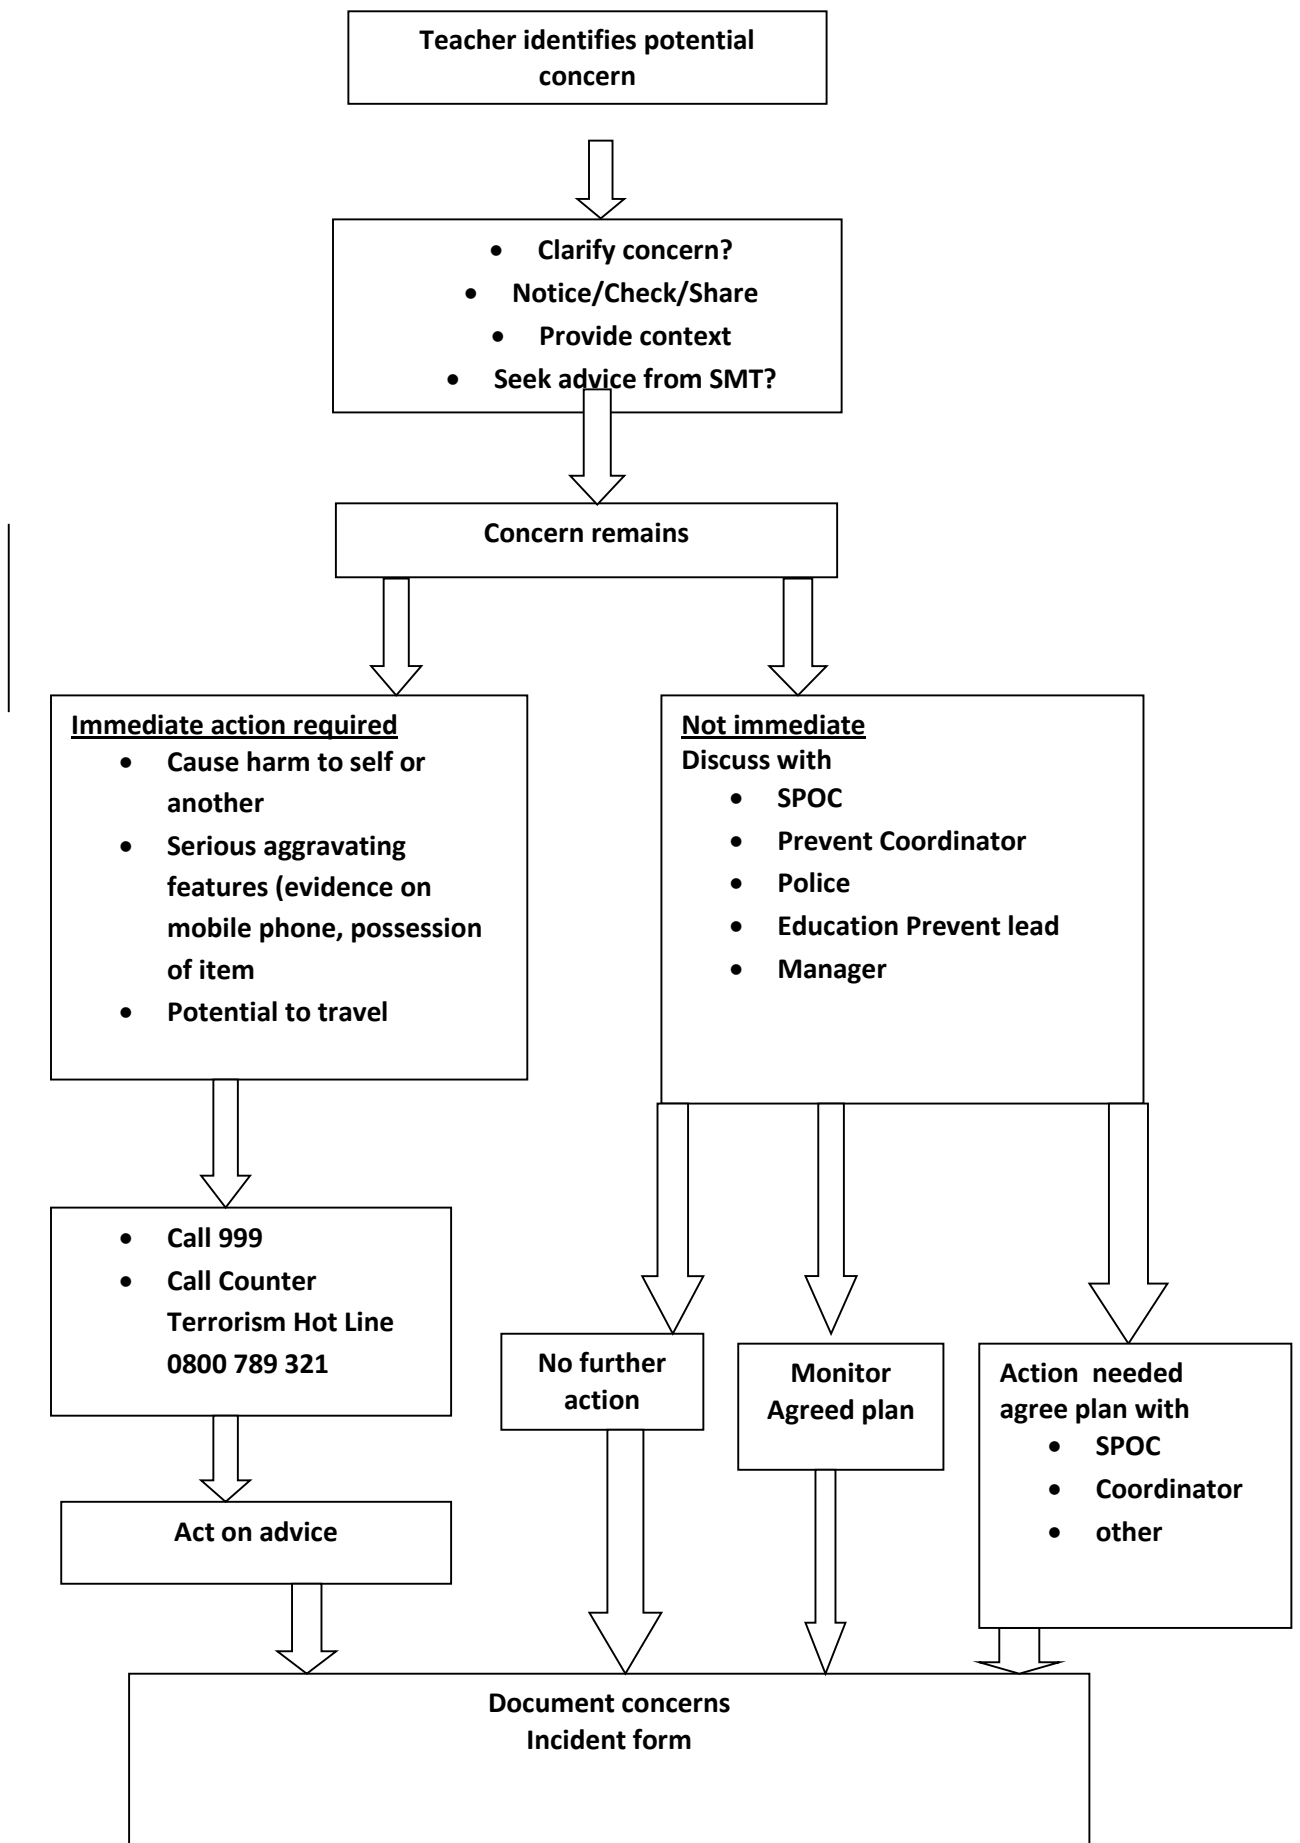 Teacher identifies potential
concern
• Clarify concern?
• Notice/Check/Share
• Provide context
• Seek advice from SMT?
Concern remains
Immediate action required
• Cause harm to self or
another
• Serious aggravating
features (evidence on
mobile phone, possession
of item
• Potential to travel
Not immediate
Discuss with
• SPOC
• Prevent Coordinator
• Police
• Education Prevent lead
• Manager
• Call 999
• Call Counter
Terrorism Hot Line
0800 789 321
No further
action
Monitor
Agreed plan
Action needed
agree plan with
• SPOC
• Coordinator
• other
Act on advice
Document concerns
Incident form